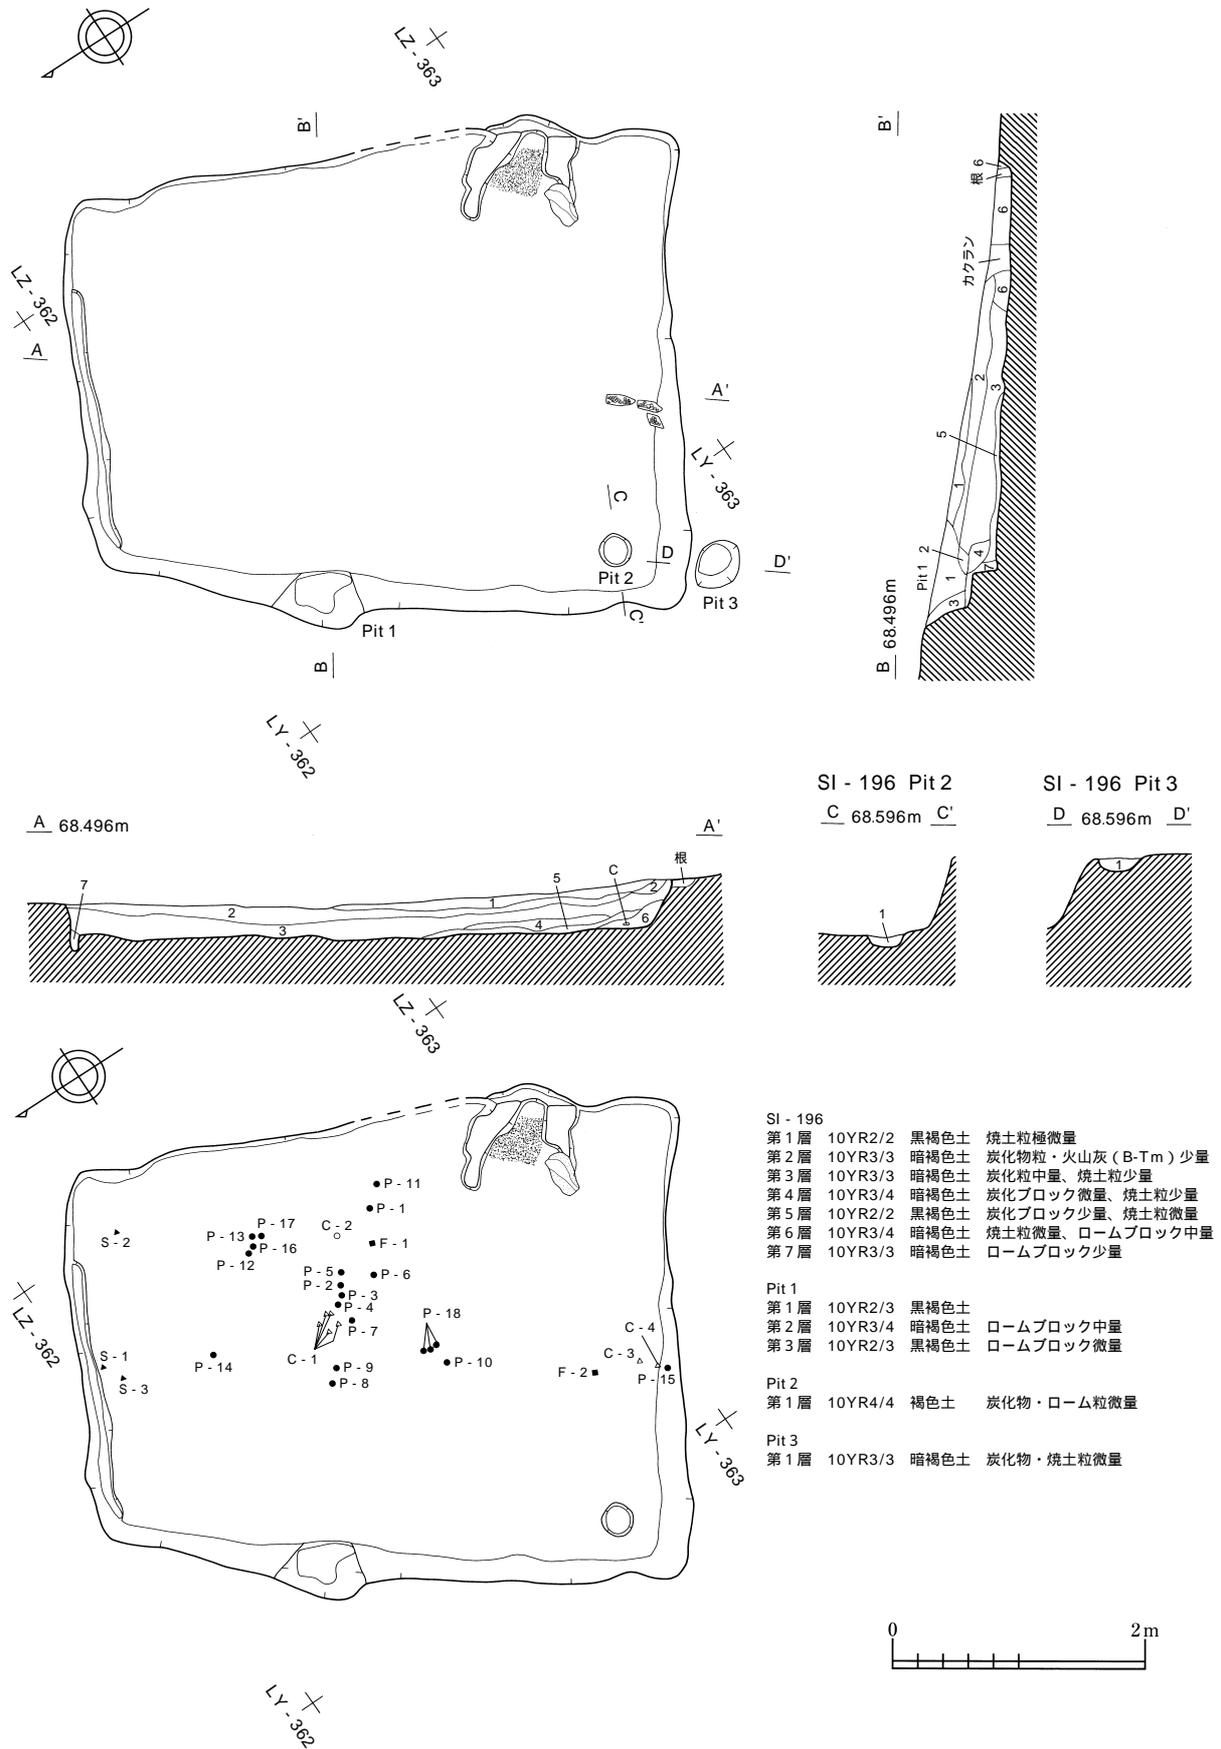 LZ - 363
B'
B'
根 6
6
カクラン
6
2
3
5
1
2
4
Pit 1
1
7
3
B 68.496m
LZ - 362
A
A'
LY - 363
C
D
D'
Pit 2
C'
Pit 3
Pit 1
B
LY - 362
SI - 196 Pit 2
SI - 196 Pit 3
C 68.596m C'
D 68.596m D'
A 68.496m
A'
根
7
5
C
2
1
2
6
4
3
1
1
LZ - 363
P - 11
P - 1
P - 17
C - 2
P - 13
S - 2
F - 1
P - 16
P - 12
P - 5
P - 6
P - 2
P - 3
P - 4
P - 18
P - 7
C - 4
LZ - 362
S - 1
C - 1
C - 3
P - 14
P - 9
P - 10
F - 2
P - 15
S - 3
P - 8
LY - 363
SI - 196
第1層 10YR2/2 黒褐色土 焼土粒極微量
第2層 10YR3/3 暗褐色土 炭化物粒・火山灰(B-Tm)少量
第3層 10YR3/3 暗褐色土 炭化粒中量、焼土粒少量
第4層 10YR3/4 暗褐色土 炭化ブロック微量、焼土粒少量
第5層 10YR2/2 黒褐色土 炭化ブロック少量、焼土粒微量
第6層 10YR3/4 暗褐色土 焼土粒微量、ロームブロック中量
第7層 10YR3/3 暗褐色土 ロームブロック少量
Pit 1
第1層 10YR2/3 黒褐色土
第2層 10YR3/4 暗褐色土 ロームブロック中量
第3層 10YR2/3 黒褐色土 ロームブロック微量
Pit 2
第1層 10YR4/4 褐色土 炭化物・ローム粒微量
Pit 3
第1層 10YR3/3 暗褐色土 炭化物・焼土粒微量
0 2m
LY - 362